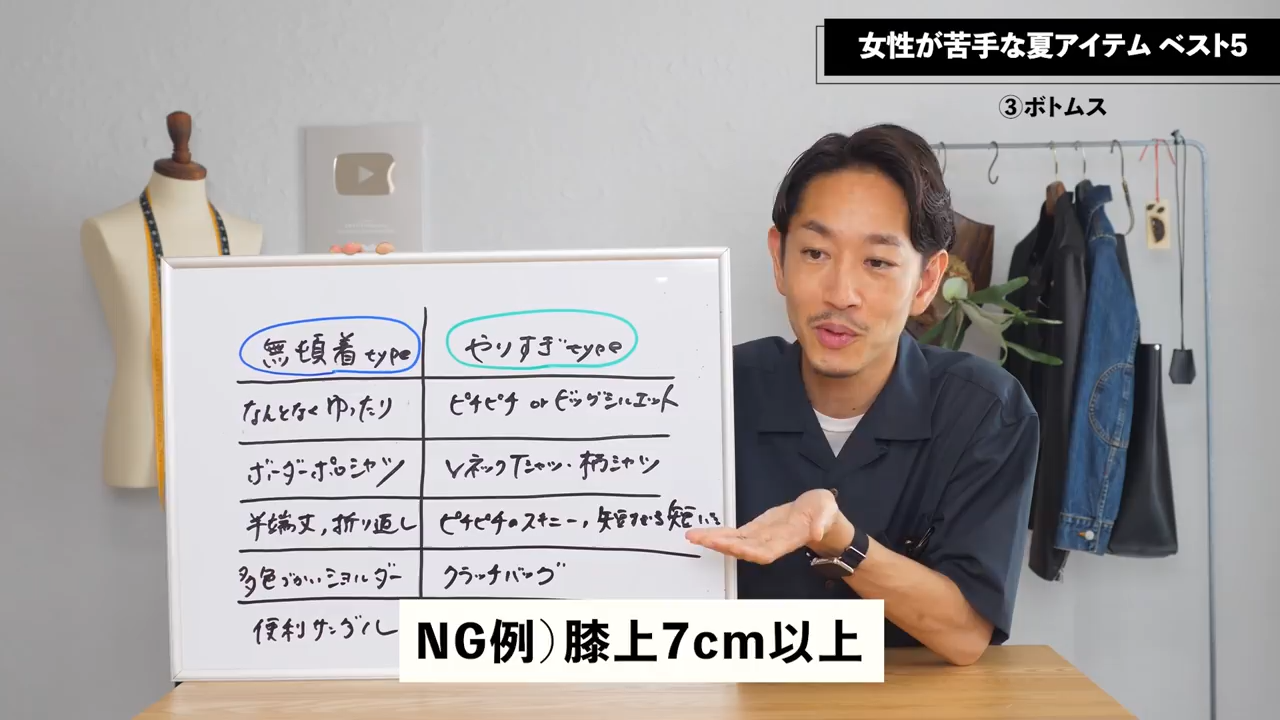 女性が苦手な夏アイテム ベスト5
③ボトムス
無頓着type
やりすぎtype
なんとなくゆったり
ピチピチ or ビッグシルエット
ボーダーポロシャツ
VネックTシャツ・柄シャツ
半端丈,折り返し
ピチピチのスキニー,短すぎる短パン
多色づかいショルダー
クラッチバッグ
便利サンダル
NG例）膝上7cm以上